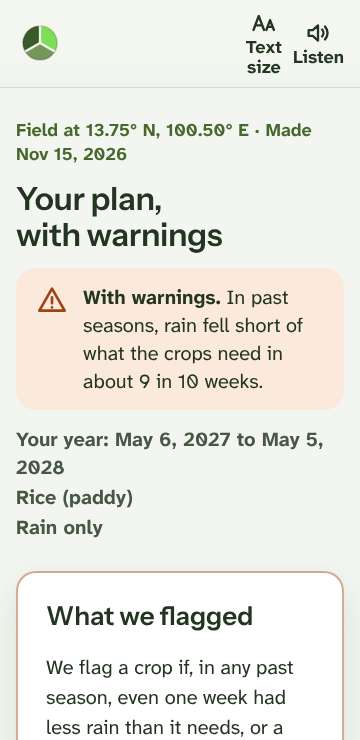 Text
size
Listen
Field at 13.75° N, 100.50° E · Made
Nov 15, 2026
Your plan,
with warnings
With warnings. In past
seasons, rain fell short of
what the crops need in
about 9 in 10 weeks.
Your year: May 6, 2027 to May 5,
2028
Rice (paddy)
Rain only
What we flagged
We flag a crop if, in any past
season, even one week had
less rain than it needs, or a